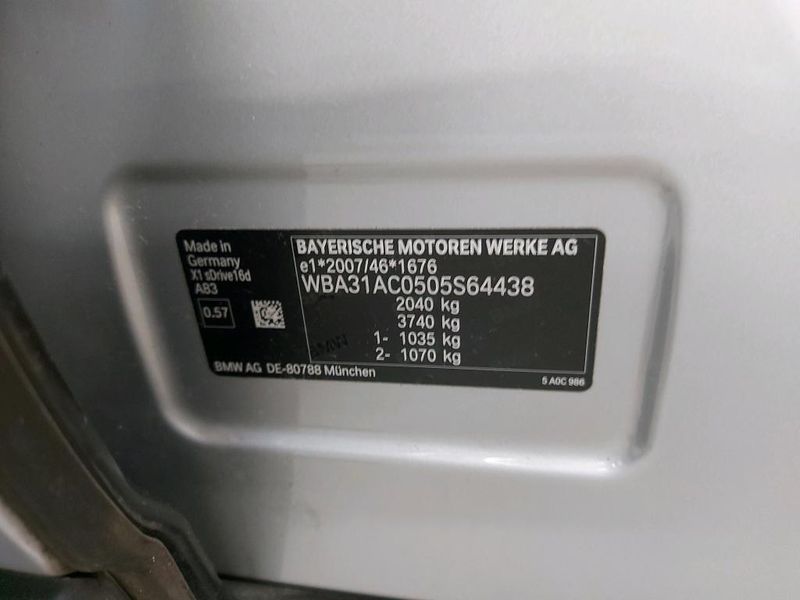 Made in
Germany
X1 sDrive16d
AB3
0.57
BAYERISCHE MOTOREN WERKE AG
e1*2007/46*1676
WBA31AC0505S64438
2040 kg
3740 kg
1- 1035 kg
2- 1070 kg
BMW AG DE-80788 München
5 A0C 986